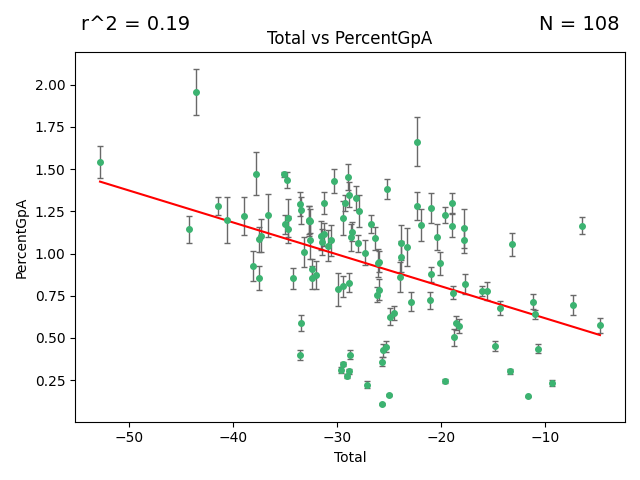 r^2 = 0.19
N = 108
Total vs PercentGpA
PercentGpA
2.00
1.75
1.50
1.25
1.00
0.75
0.50
0.25
−50
−40
−30
−20
−10
Total